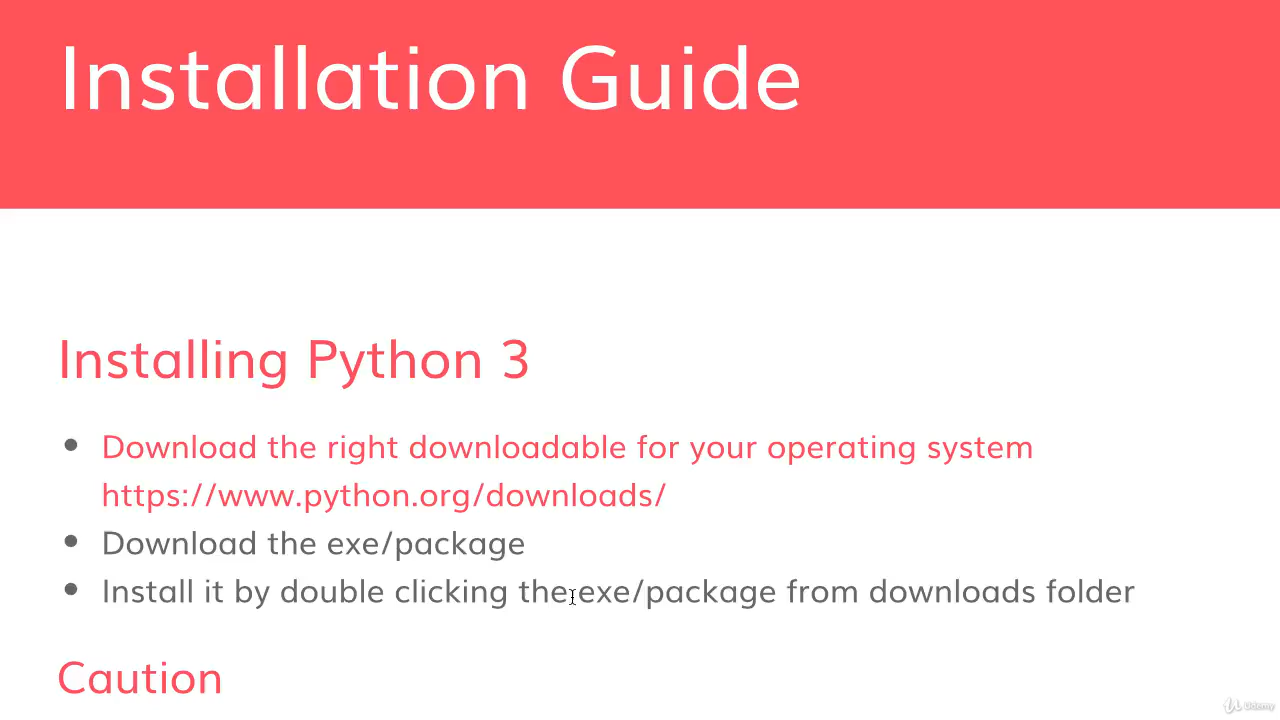 Installation Guide
Installing Python 3
Download the right downloadable for your operating system
https://www.python.org/downloads/
Download the exe/package
Install it by double clicking the exe/package from downloads folder
Caution
Udemy